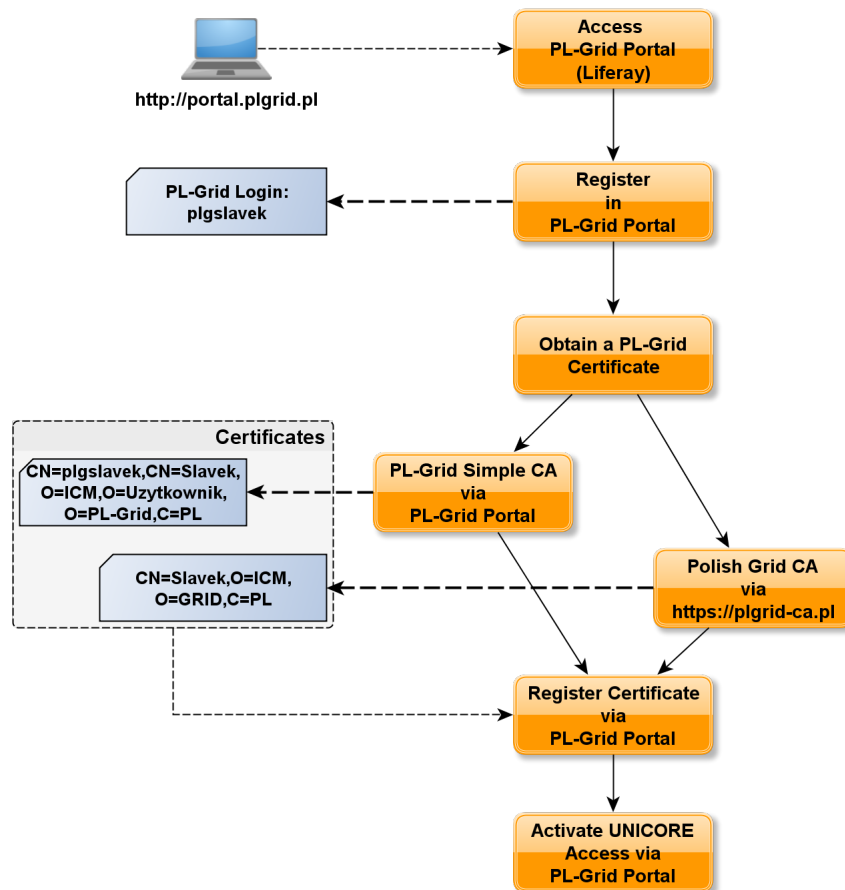 Access
PL-Grid Portal
(Liferay)
http://portal.plgrid.pl
Register
in
PL-Grid Portal
PL-Grid Login:
plgslavek
Obtain a PL-Grid
Certificate
Certificates
CN=plgslavek,CN=Slavek,
O=ICM,O=Uzytkownik,
O=PL-Grid,C=PL
PL-Grid Simple CA
via
PL-Grid Portal
CN=Slavek,O=ICM,
O=GRID,C=PL
Polish Grid CA
via
https://plgrid-ca.pl
Register Certificate
via
PL-Grid Portal
Activate UNICORE
Access via
PL-Grid Portal